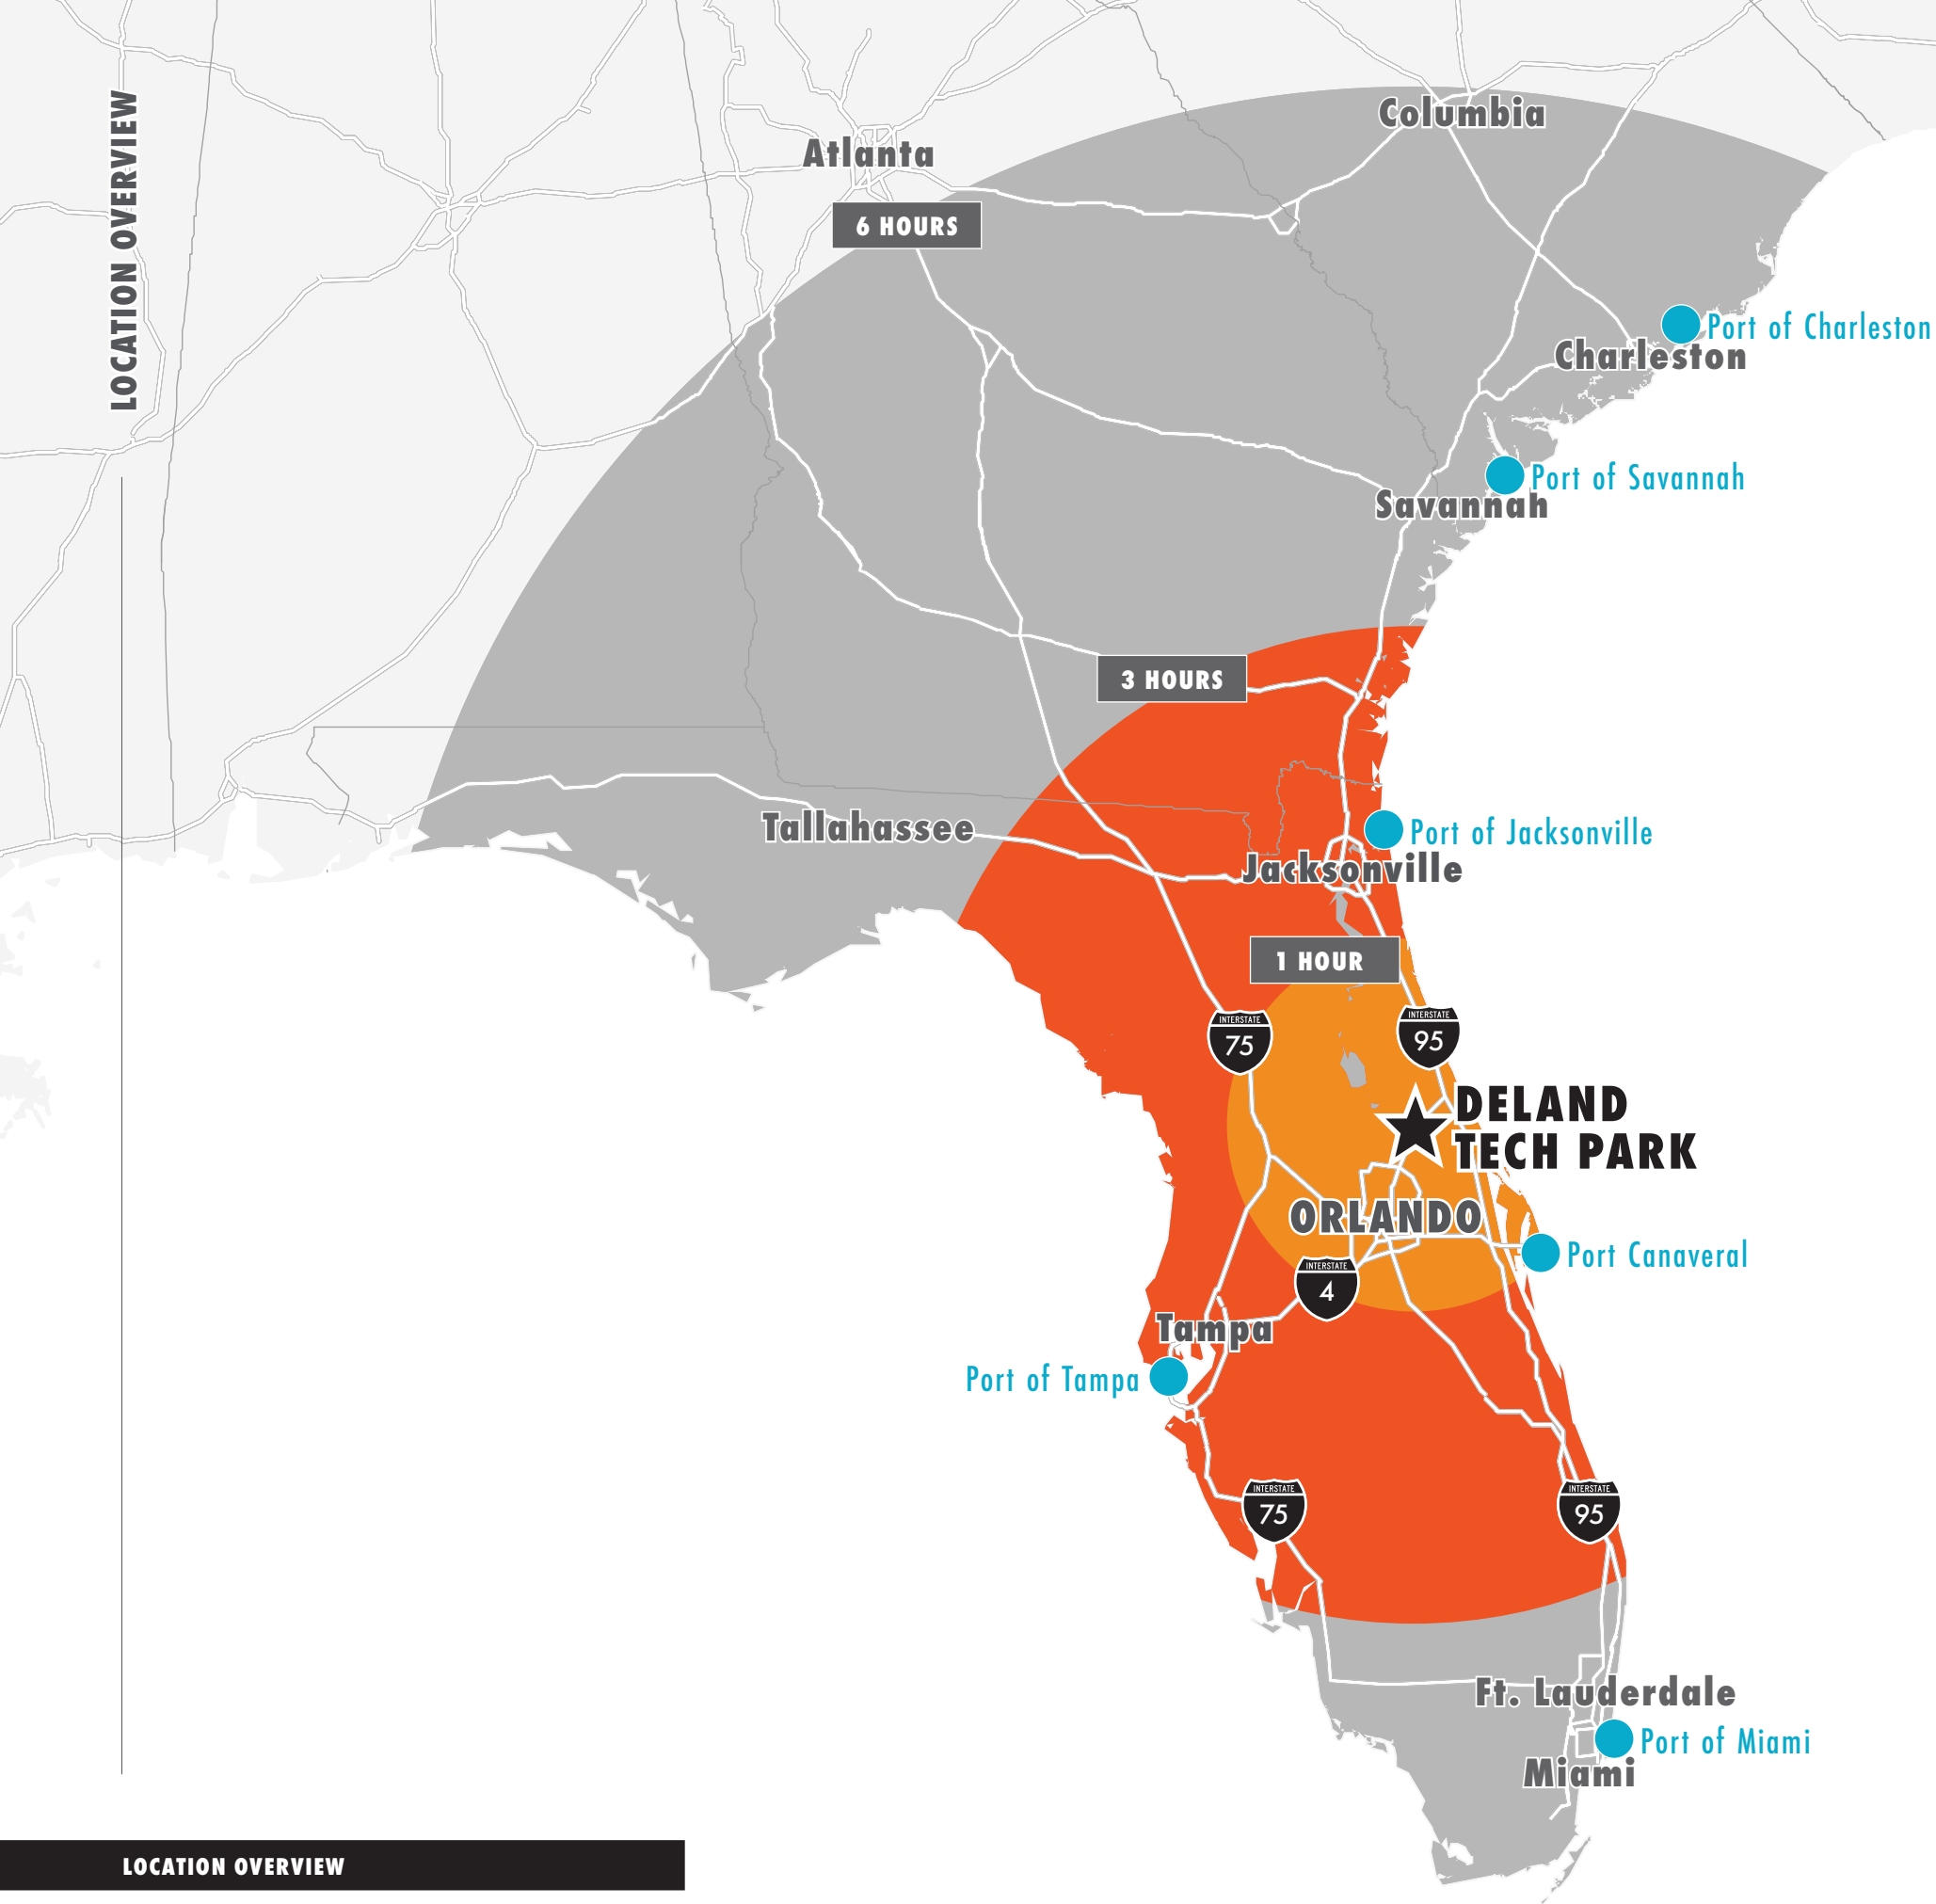 LOCATION OVERVIEW
Columbia
Atlanta
6 HOURS
Port of Charleston
Charleston
Port of Savannah
Savannah
3 HOURS
Tallahassee
Port of Jacksonville
Jacksonville
1 HOUR
INTERSTATE
75
INTERSTATE
95
DELAND
TECH PARK
ORLANDO
Port Canaveral
INTERSTATE
4
Tampa
Port of Tampa
INTERSTATE
75
INTERSTATE
95
Ft. Lauderdale
Port of Miami
Miami
LOCATION OVERVIEW